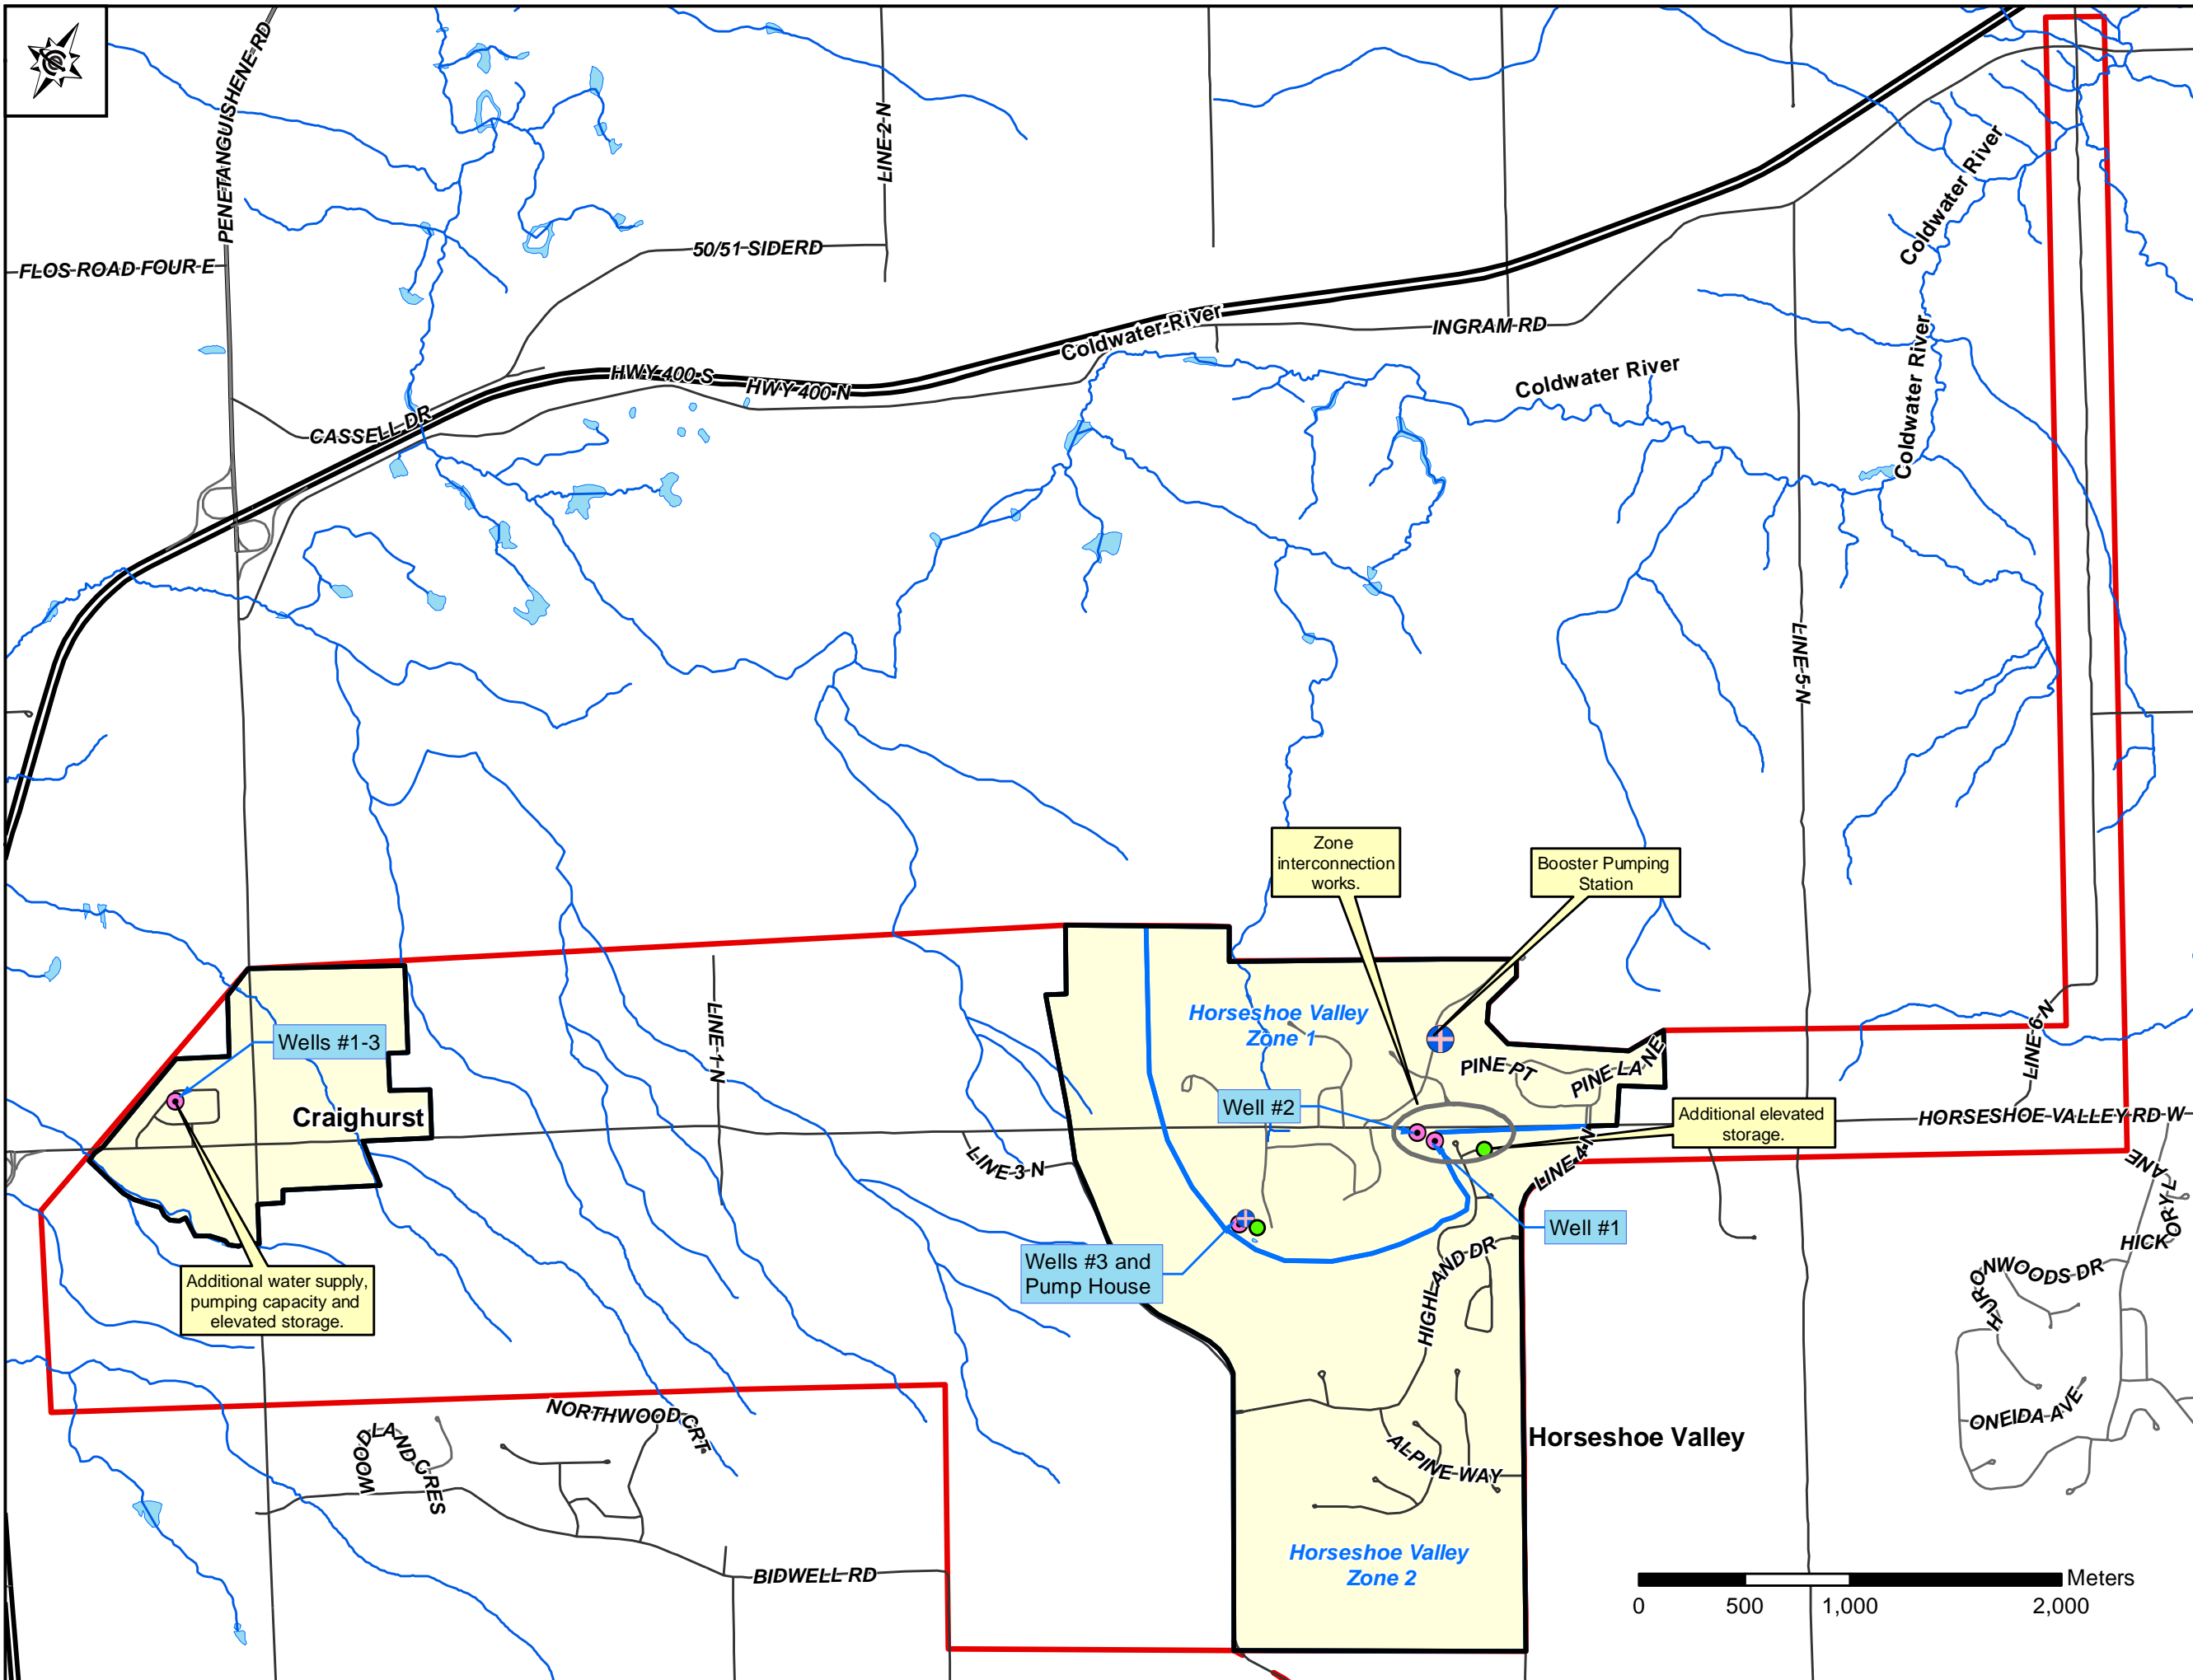 PENETANGUISHENE RD
LINE 2 N
50/51 SIDERD
FLOS ROAD FOUR E
Coldwater River
Coldwater River
INGRAM RD
Coldwater River
Coldwater River
HWY 400 S
HWY 400 N
CASSELL DR
LINE 5 N
Zone
interconnection
works.
Booster Pumping
Station
Horseshoe Valley
Zone 1
Wells #1-3
LINE 1 N
LINE 6 N
PINE PT
PINE LANE
Craighurst
Well #2
Additional elevated
storage.
HORSESHOE VALLEY RD W
LINE 3 N
LINE 4 N
Well #1
HICKORY LANE
Wells #3 and
Pump House
HIGHLAND DR
HURONWOODS DR
Additional water supply,
pumping capacity and
elevated storage.
NORTHWOOD CRT
WOODLAND CRES
ONEIDA AVE
Horseshoe Valley
ALPINE WAY
BIDWELL RD
Horseshoe Valley
Zone 2
Meters
0 500 1,000 2,000